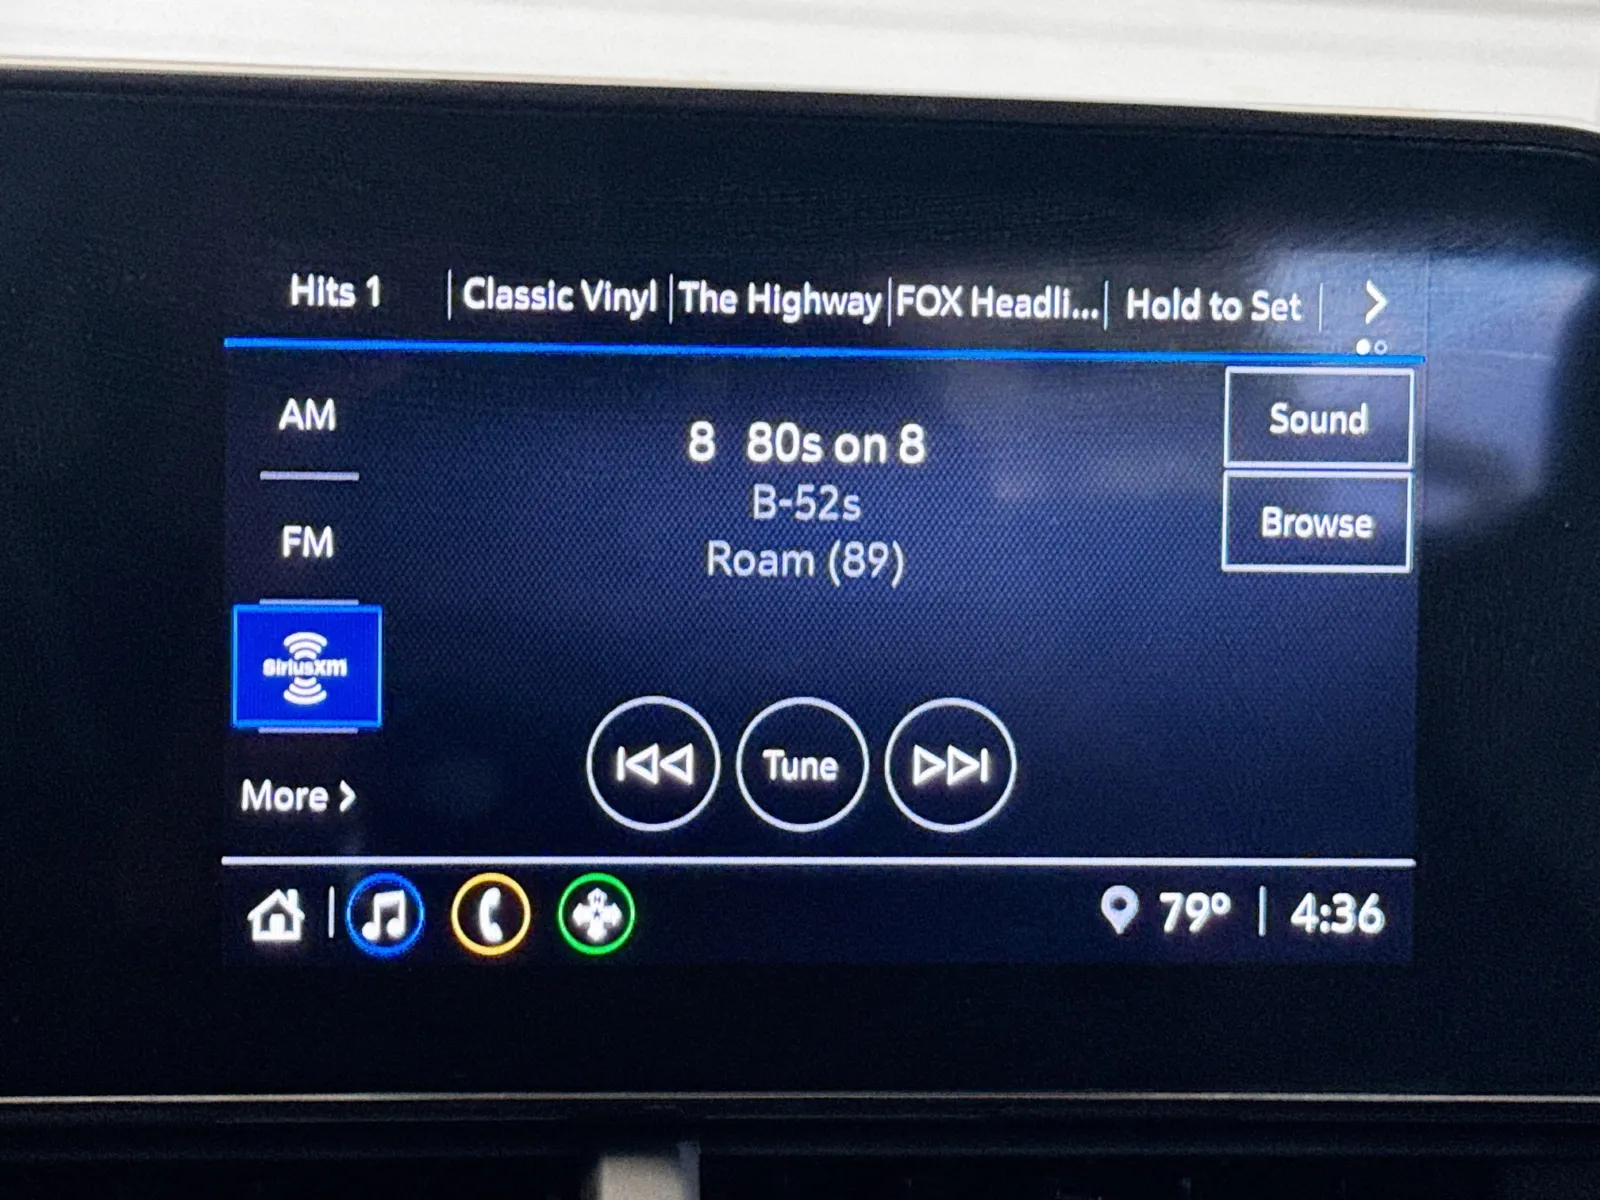 Hits 1 | Classic Vinyl | The Highway | FOX Headli... | Hold to Set |
AM
8 80s on 8
Sound
B-52s
Browse
FM
Roam (89)
SiriusXM
Tune
More
79° | 4:36